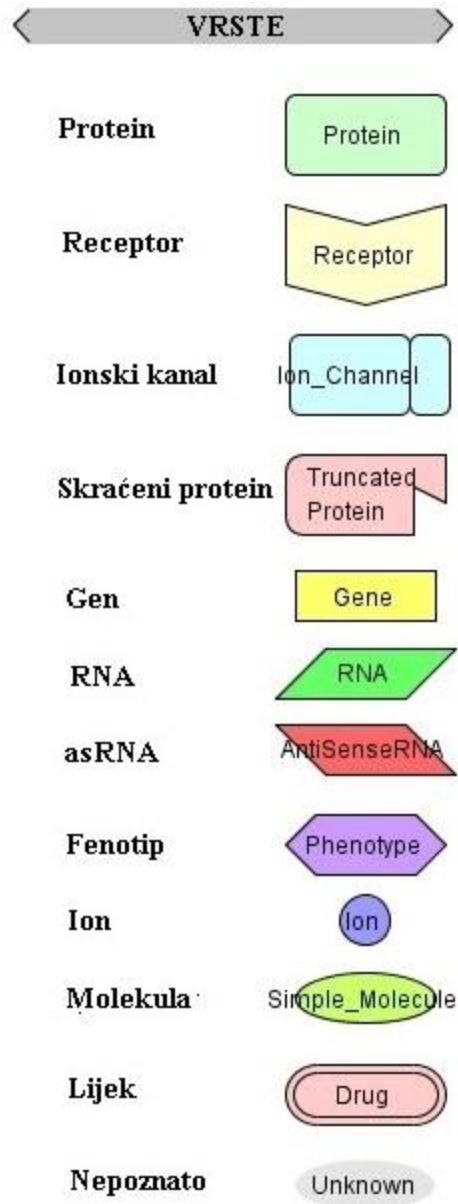 VRSTE
Protein Protein
Receptor Receptor
Ionski kanal Ion_Channel
Skraćeni protein Truncated
Protein
Gen Gene
RNA RNA
asRNA AntiSenseRNA
Fenotip Phenotype
Ion Ion
Molekula Simple_Molecule
Lijek Drug
Nepoznato Unknown